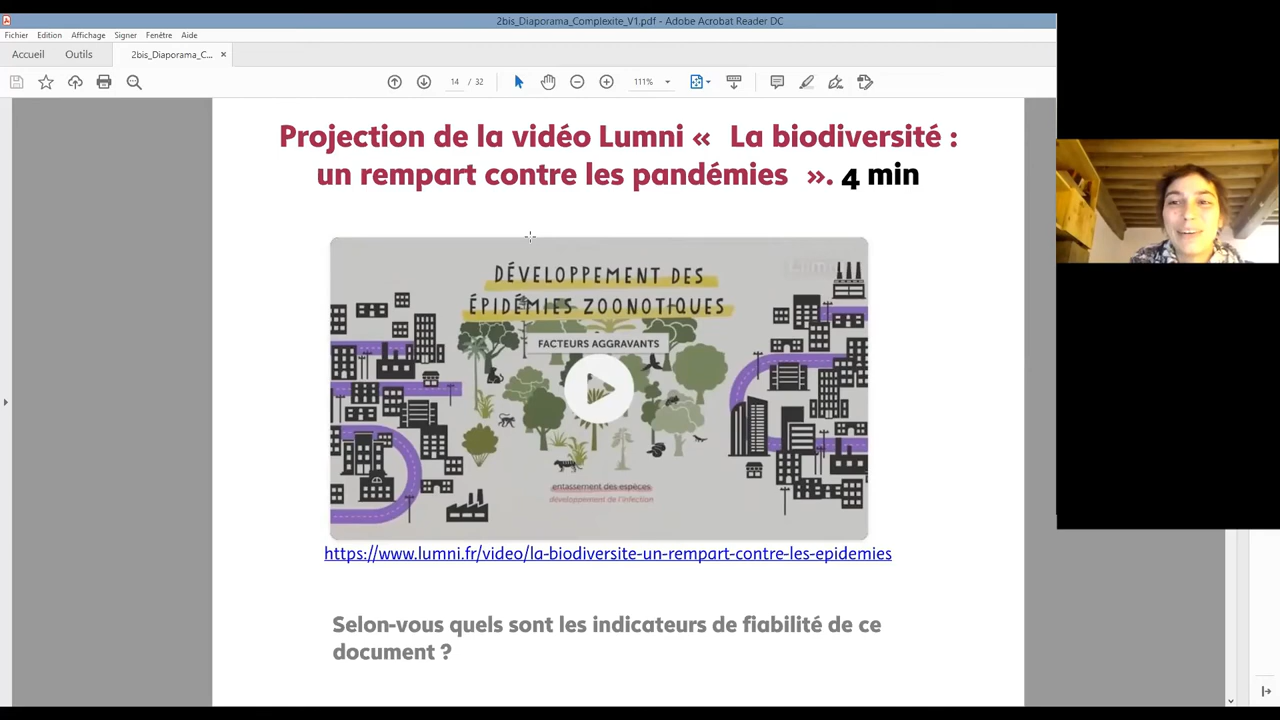 2bis_Diaporama_Complexite_V1.pdf - Adobe Acrobat Reader DC
Fichier Edition Affichage Signer Fenêtre Aide
Accueil Outils 2bis_Diaporama_C... ×
14 / 32 111%
Projection de la vidéo Lumni « La biodiversité :
un rempart contre les pandémies ». 4 min
Lumni
DÉVELOPPEMENT DES
ÉPIDÉMIES ZOONOTIQUES
FACTEURS AGGRAVANTS
entassement des espèces
développement de l'infection
https://www.lumni.fr/video/la-biodiversite-un-rempart-contre-les-epidemies
Selon-vous quels sont les indicateurs de fiabilité de ce
document ?